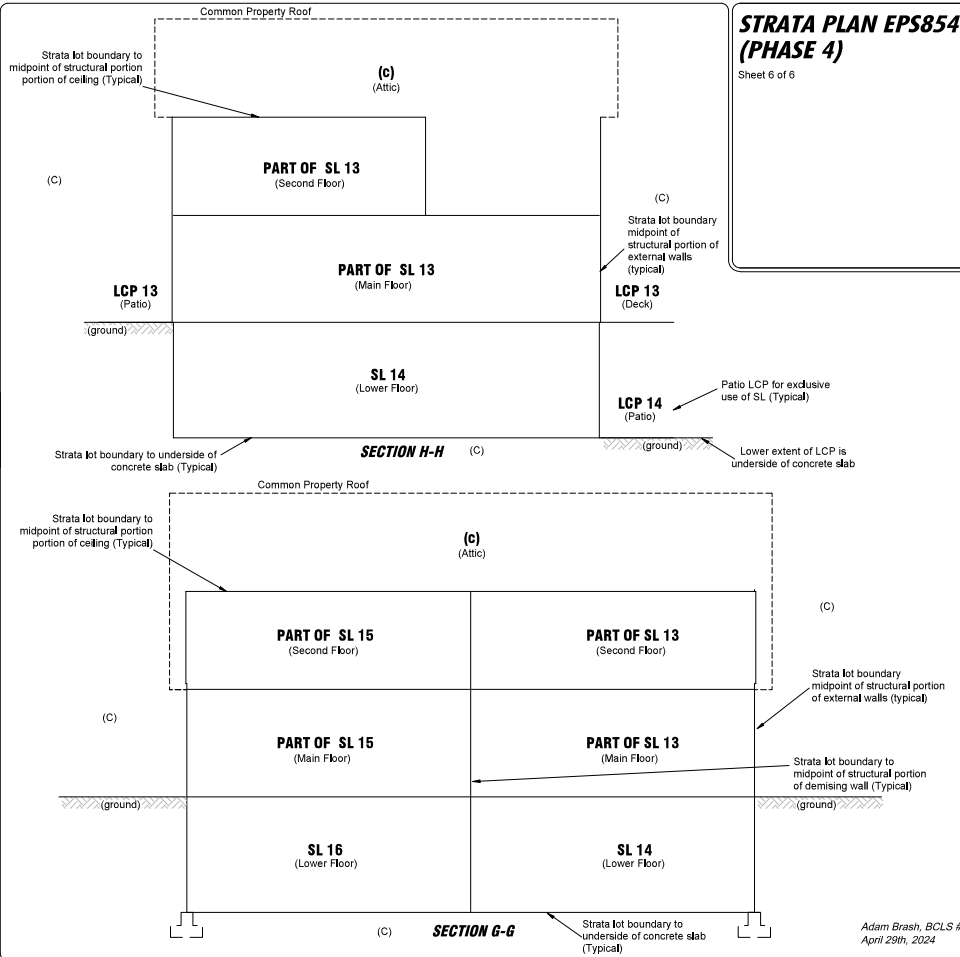 Common Property Roof
STRATA PLAN EPS854
(PHASE 4)
Sheet 6 of 6
Strata lot boundary to
midpoint of structural portion
portion of ceiling (Typical)
(c)
(Attic)
PART OF SL 13
(Second Floor)
(C)
(C)
Strata lot boundary
midpoint of
structural portion of
external walls
(typical)
PART OF SL 13
(Main Floor)
LCP 13
(Patio)
LCP 13
(Deck)
(ground)
SL 14
(Lower Floor)
Patio LCP for exclusive
use of SL (Typical)
LCP 14
(Patio)
(ground)
Strata lot boundary to underside of
concrete slab (Typical)
SECTION H-H
(C)
Lower extent of LCP is
underside of concrete slab
Common Property Roof
Strata lot boundary to
midpoint of structural portion
portion of ceiling (Typical)
(c)
(Attic)
(C)
PART OF SL 15
(Second Floor)
PART OF SL 13
(Second Floor)
Strata lot boundary
midpoint of structural portion
of external walls (typical)
(C)
PART OF SL 15
(Main Floor)
PART OF SL 13
(Main Floor)
Strata lot boundary to
midpoint of structural portion
of demising wall (Typical)
(ground)
(ground)
SL 16
(Lower Floor)
SL 14
(Lower Floor)
(C)
SECTION G-G
Strata lot boundary to
underside of concrete slab
(Typical)
Adam Brash, BCLS #
April 29th, 2024